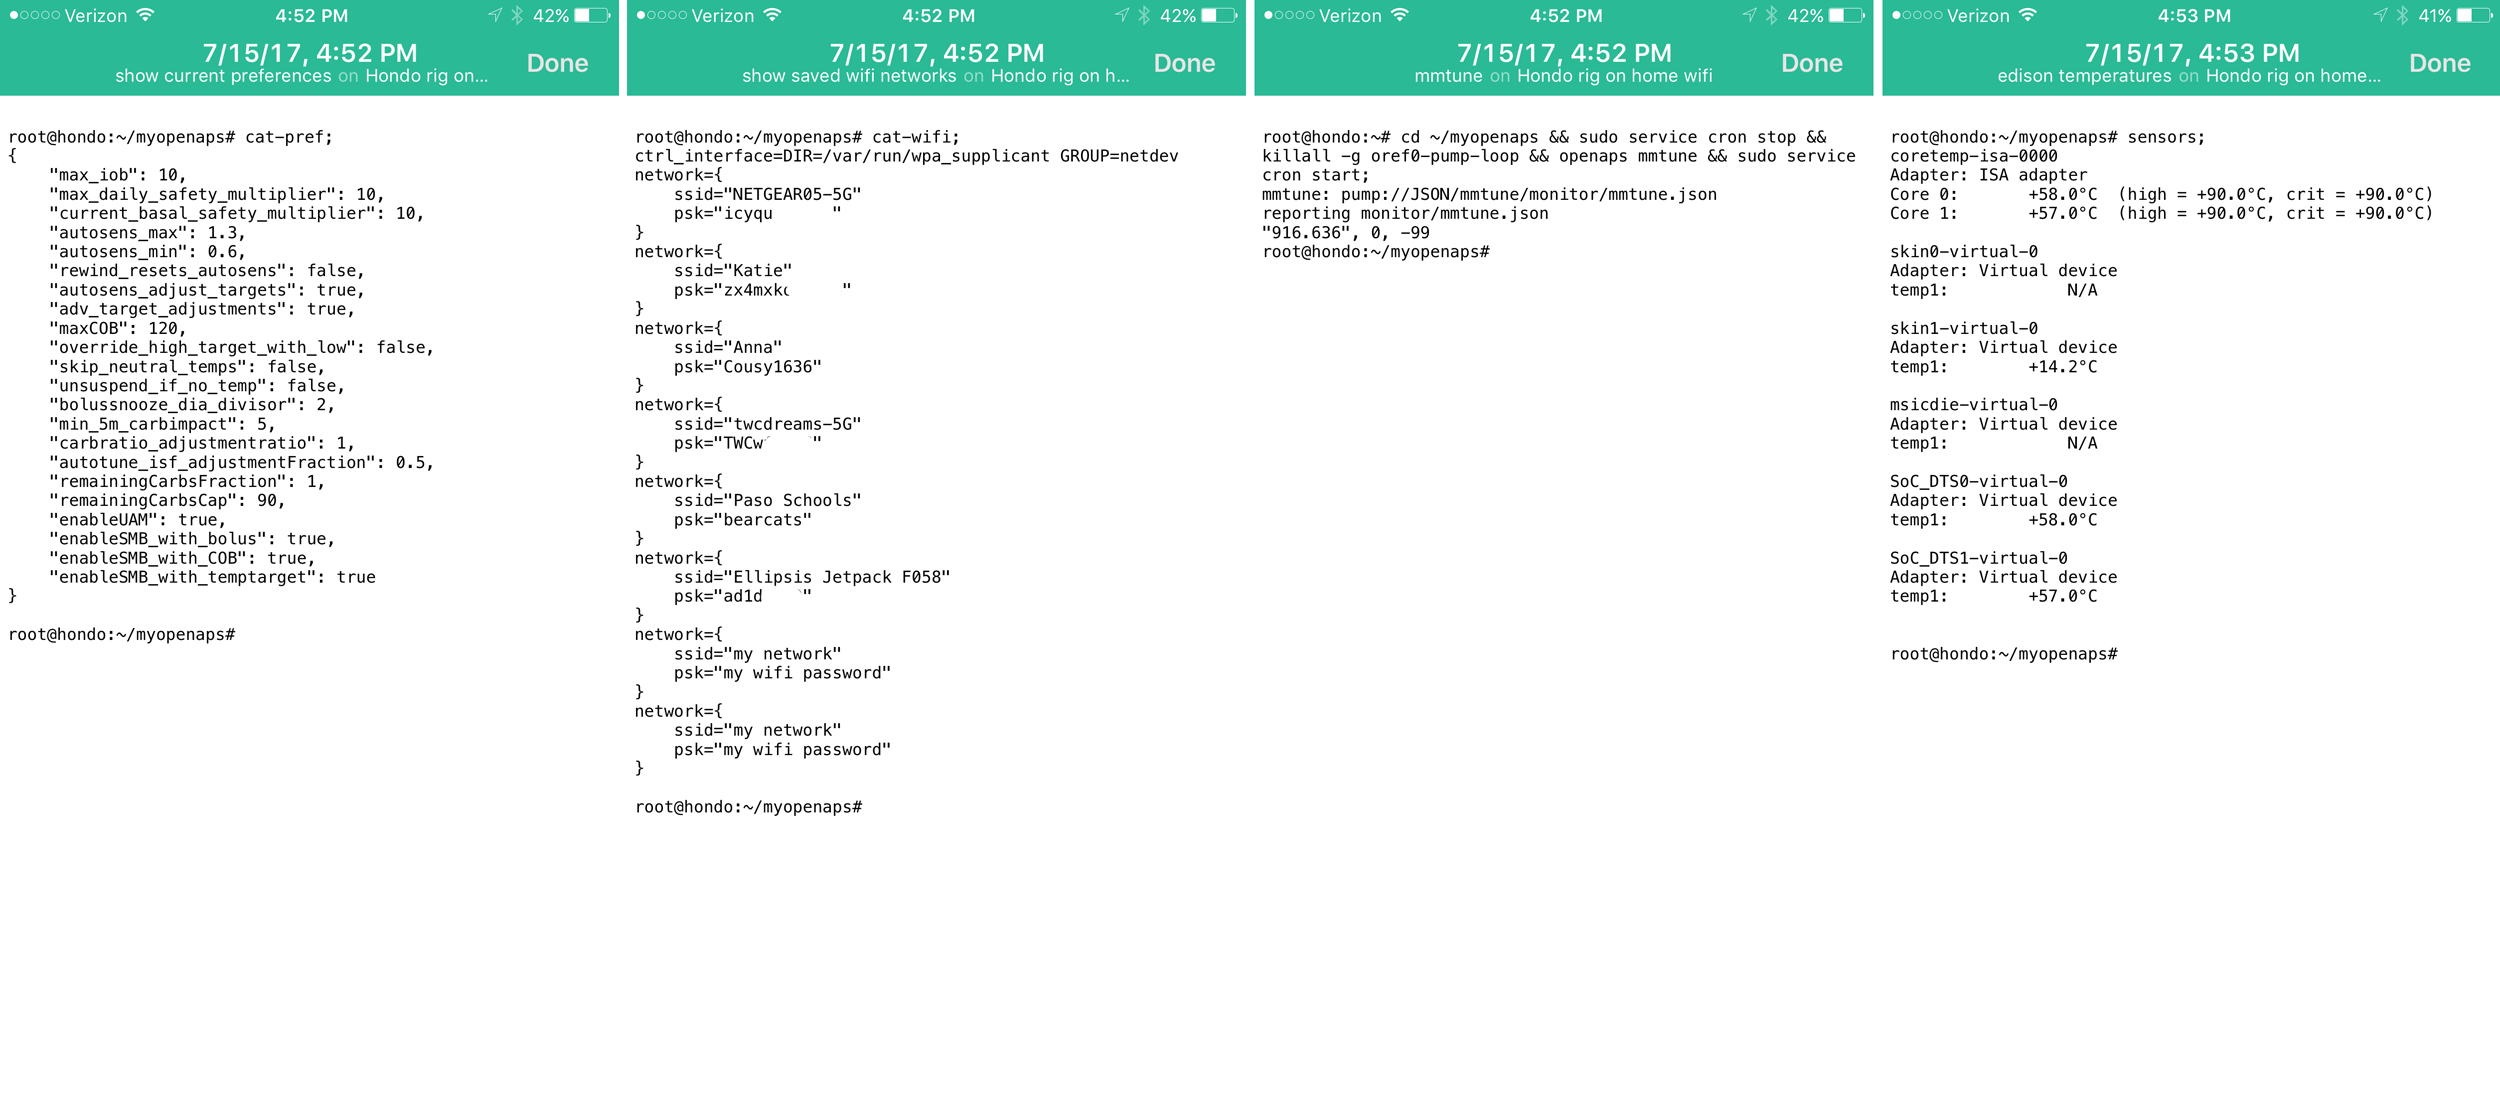 Verizon 4:52 PM 42%
7/15/17, 4:52 PM
Done
show current preferences on Hondo rig on...
root@hondo:~/myopenaps# cat-pref;
{
"max_iob": 10,
"max_daily_safety_multiplier": 10,
"current_basal_safety_multiplier": 10,
"autosens_max": 1.3,
"autosens_min": 0.6,
"rewind_resets_autosens": false,
"autosens_adjust_targets": true,
"adv_target_adjustments": true,
"maxCOB": 120,
"override_high_target_with_low": false,
"skip_neutral_temps": false,
"unsuspend_if_no_temp": false,
"bolussnooze_dia_divisor": 2,
"min_5m_carbimpact": 5,
"carbratio_adjustmentratio": 1,
"autotune_isf_adjustmentFraction": 0.5,
"remainingCarbsFraction": 1,
"remainingCarbsCap": 90,
"enableUAM": true,
"enableSMB_with_bolus": true,
"enableSMB_with_COB": true,
"enableSMB_with_temptarget": true
}
root@hondo:~/myopenaps#
Verizon 4:52 PM 42%
7/15/17, 4:52 PM
Done
show saved wifi networks on Hondo rig on h...
root@hondo:~/myopenaps# cat-wifi;
ctrl_interface=DIR=/var/run/wpa_supplicant GROUP=netdev
network={
ssid="NETGEAR05-5G"
psk="icyqu "
}
network={
ssid="Katie"
psk="zx4mxk "
}
network={
ssid="Anna"
psk="Cousy1636"
}
network={
ssid="twcdreams-5G"
psk="TWCw "
}
network={
ssid="Paso Schools"
psk="bearcats"
}
network={
ssid="Ellipsis Jetpack F058"
psk="ad1d "
}
network={
ssid="my network"
psk="my wifi password"
}
network={
ssid="my network"
psk="my wifi password"
}
root@hondo:~/myopenaps#
Verizon 4:52 PM 42%
7/15/17, 4:52 PM
Done
mmtune on Hondo rig on home wifi
root@hondo:~# cd ~/myopenaps && sudo service cron stop &&
killall -g oref0-pump-loop && openaps mmtune && sudo service
cron start;
mmtune: pump://JSON/mmtune/monitor/mmtune.json
reporting monitor/mmtune.json
"916.636", 0, -99
root@hondo:~/myopenaps#
Verizon 4:53 PM 41%
7/15/17, 4:53 PM
Done
edison temperatures on Hondo rig on home...
root@hondo:~/myopenaps# sensors;
coretemp-isa-0000
Adapter: ISA adapter
Core 0: +58.0°C (high = +90.0°C, crit = +90.0°C)
Core 1: +57.0°C (high = +90.0°C, crit = +90.0°C)
skin0-virtual-0
Adapter: Virtual device
temp1: N/A
skin1-virtual-0
Adapter: Virtual device
temp1: +14.2°C
msicdie-virtual-0
Adapter: Virtual device
temp1: N/A
SoC_DTS0-virtual-0
Adapter: Virtual device
temp1: +58.0°C
SoC_DTS1-virtual-0
Adapter: Virtual device
temp1: +57.0°C
root@hondo:~/myopenaps#